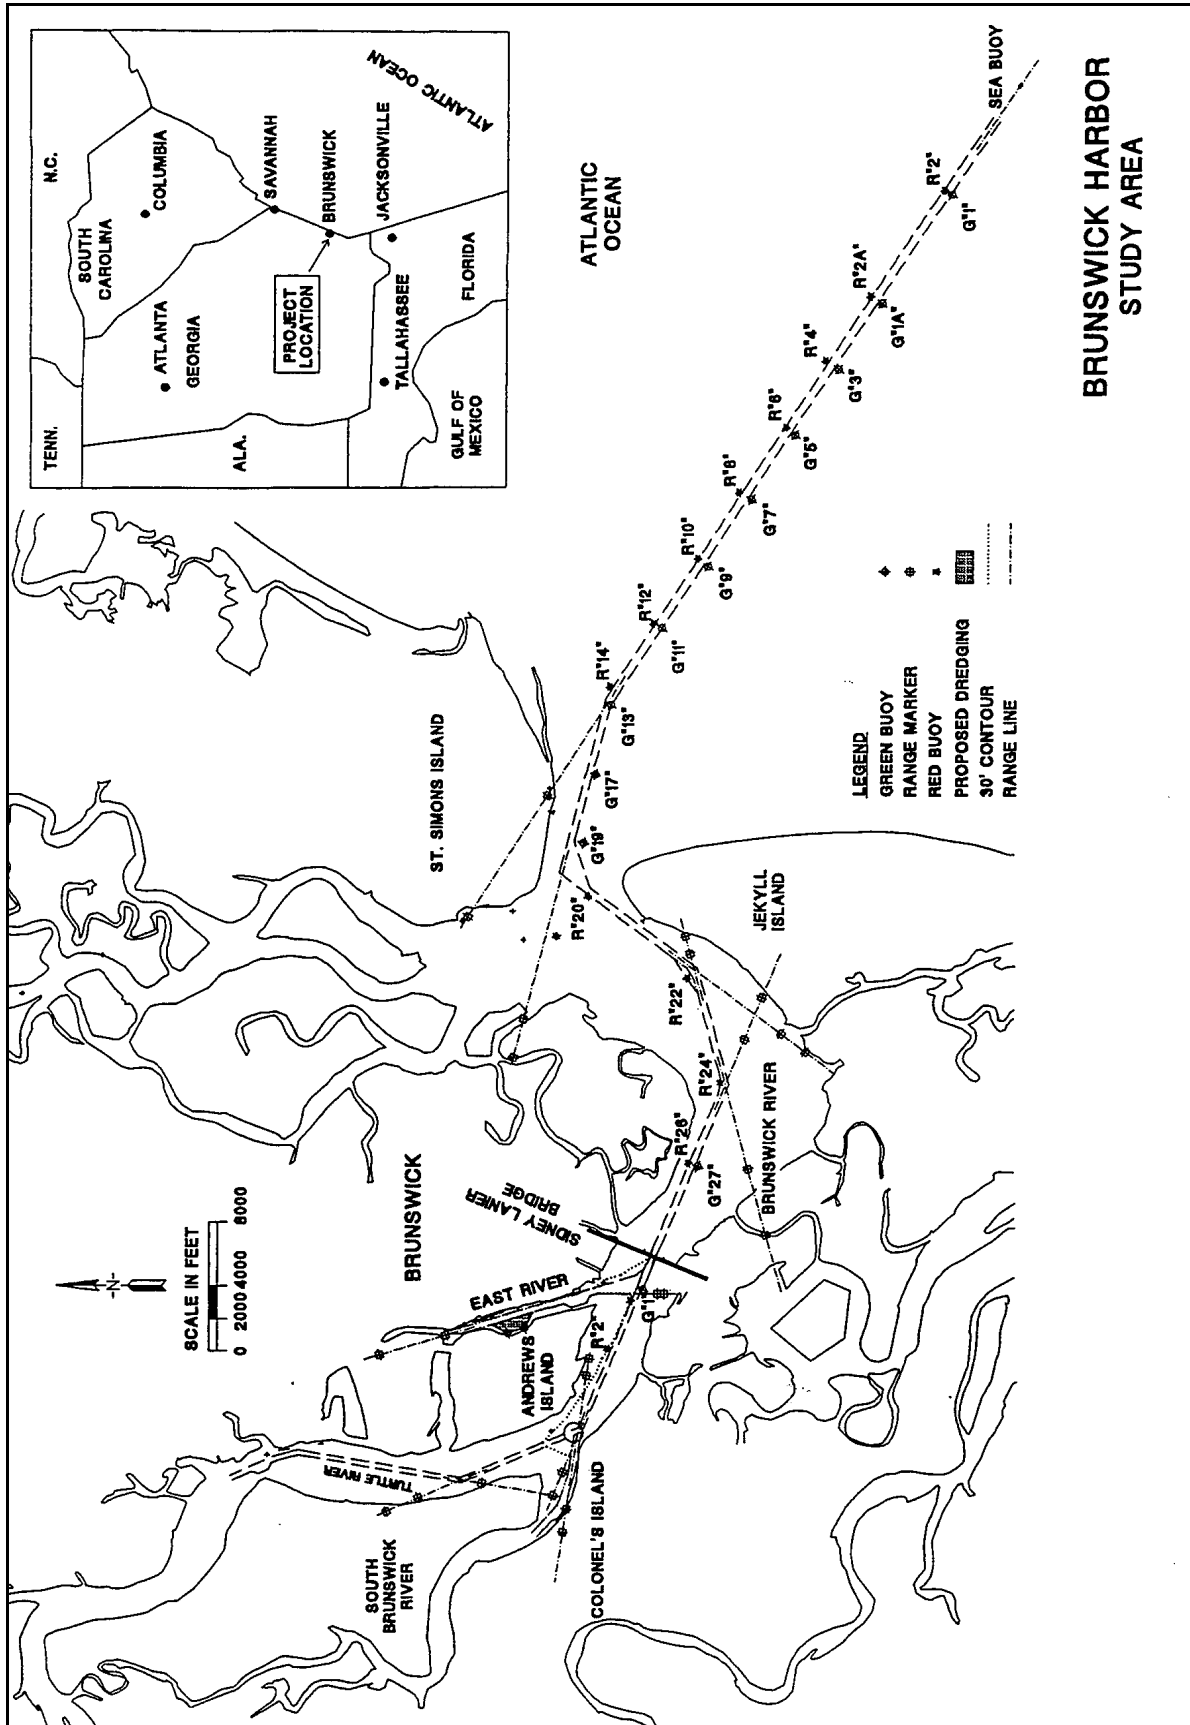 N.C.
TENN.
SOUTH
CAROLINA
COLUMBIA
ATLANTA
GEORGIA
ALA.
SAVANNAH
BRUNSWICK
PROJECT
LOCATION
JACKSONVILLE
TALLAHASSEE
FLORIDA
GULF OF
MEXICO
ATLANTIC OCEAN
ATLANTIC
OCEAN
SEA BUOY
R"2"
G"1"
R"2A"
G"1A"
R"4"
G"3"
R"6"
G"5"
R"8"
G"7"
R"10"
G"9"
R"12"
G"11"
R"14"
G"13"
G"17"
G"19"
R"20"
R"22"
R"24"
R"26"
G"27"
ST. SIMONS ISLAND
JEKYLL
ISLAND
BRUNSWICK RIVER
SIDNEY LANIER
BRIDGE
BRUNSWICK
EAST RIVER
G"1"
R"2"
ANDREWS
ISLAND
TURTLE RIVER
COLONEL'S ISLAND
SOUTH
BRUNSWICK
RIVER
-N-
SCALE IN FEET
0 2000 4000 8000
LEGEND
GREEN BUOY
RANGE MARKER
RED BUOY
PROPOSED DREDGING
30' CONTOUR
RANGE LINE
BRUNSWICK HARBOR
STUDY AREA